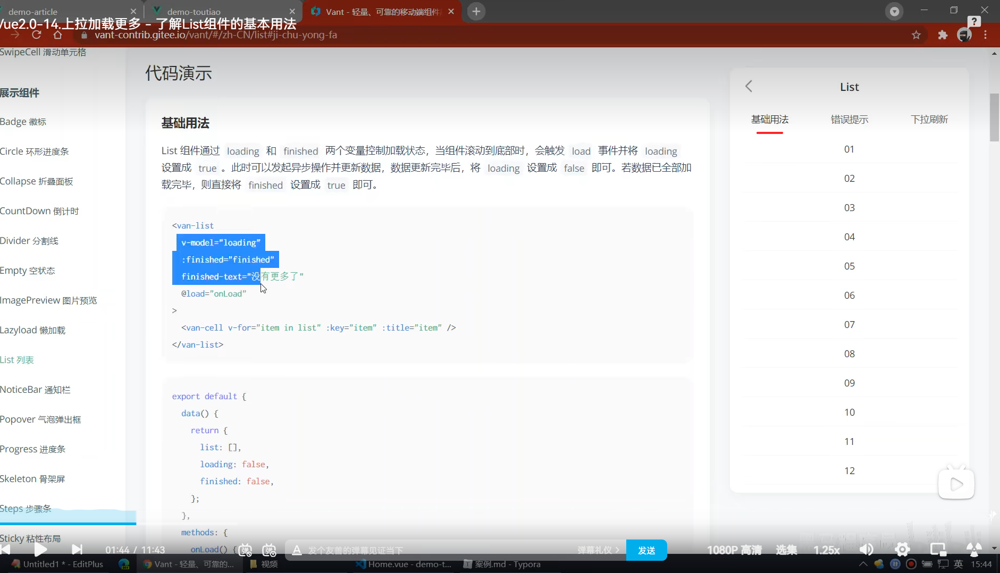 demo-article
demo-toutiao
Vant - 轻量、可靠的移动端组件
/ue2.0-14.上拉加载更多 - 了解List组件的基本用法
vant-contrib.gitee.io/vant/#/zh-CN/list#ji-chu-yong-fa
SwipeCell 滑动单元格
展示组件
Badge 徽标
Circle 环形进度条
Collapse 折叠面板
CountDown 倒计时
Divider 分割线
Empty 空状态
ImagePreview 图片预览
Lazyload 懒加载
List 列表
NoticeBar 通知栏
Popover 气泡弹出框
Progress 进度条
Skeleton 骨架屏
Steps 步骤条
Sticky 粘性布局
代码演示
基础用法
List 组件通过 loading 和 finished 两个变量控制加载状态，当组件滚动到底部时，会触发 load 事件并将 loading
设置成 true 。此时可以发起异步操作并更新数据，数据更新完毕后，将 loading 设置成 false 即可。若数据已全部加
载完毕，则直接将 finished 设置成 true 即可。
<van-list
v-model="loading"
:finished="finished"
finished-text="没有更多了"
@load="onLoad"
>
<van-cell v-for="item in list" :key="item" :title="item" />
</van-list>
export default {
data() {
return {
list: [],
loading: false,
finished: false,
};
},
methods: {
onLoad() {
List
基础用法
错误提示
下拉刷新
01
02
03
04
05
06
07
08
09
10
11
12
01:44 / 11:43
弹
弹
A
发个友善的弹幕见证当下
弹幕礼仪 >
发送
1080P 高清
选集
1.25x
Untitled1 * - EditPlus
DEV
Vant - 轻量、可靠的...
视频
Home.vue - demo-t...
案例.md - Typora
英
15:44